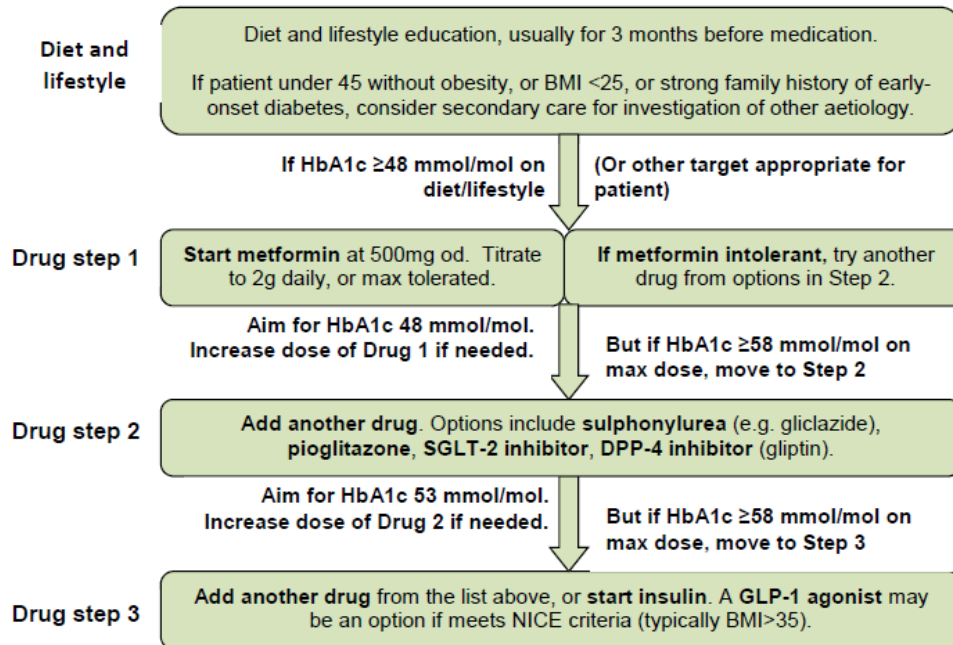 Diet and
lifestyle
Diet and lifestyle education, usually for 3 months before medication.
If patient under 45 without obesity, or BMI <25, or strong family history of early-
onset diabetes, consider secondary care for investigation of other aetiology.
If HbA1c ≥48 mmol/mol on
diet/lifestyle
(Or other target appropriate for
patient)
Drug step 1
Start metformin at 500mg od. Titrate
to 2g daily, or max tolerated.
If metformin intolerant, try another
drug from options in Step 2.
Aim for HbA1c 48 mmol/mol.
Increase dose of Drug 1 if needed.
But if HbA1c ≥58 mmol/mol on
max dose, move to Step 2
Drug step 2
Add another drug. Options include sulphonylurea (e.g. gliclazide),
pioglitazone, SGLT-2 inhibitor, DPP-4 inhibitor (gliptin).
Aim for HbA1c 53 mmol/mol.
Increase dose of Drug 2 if needed.
But if HbA1c ≥58 mmol/mol on
max dose, move to Step 3
Drug step 3
Add another drug from the list above, or start insulin. A GLP-1 agonist may
be an option if meets NICE criteria (typically BMI>35).